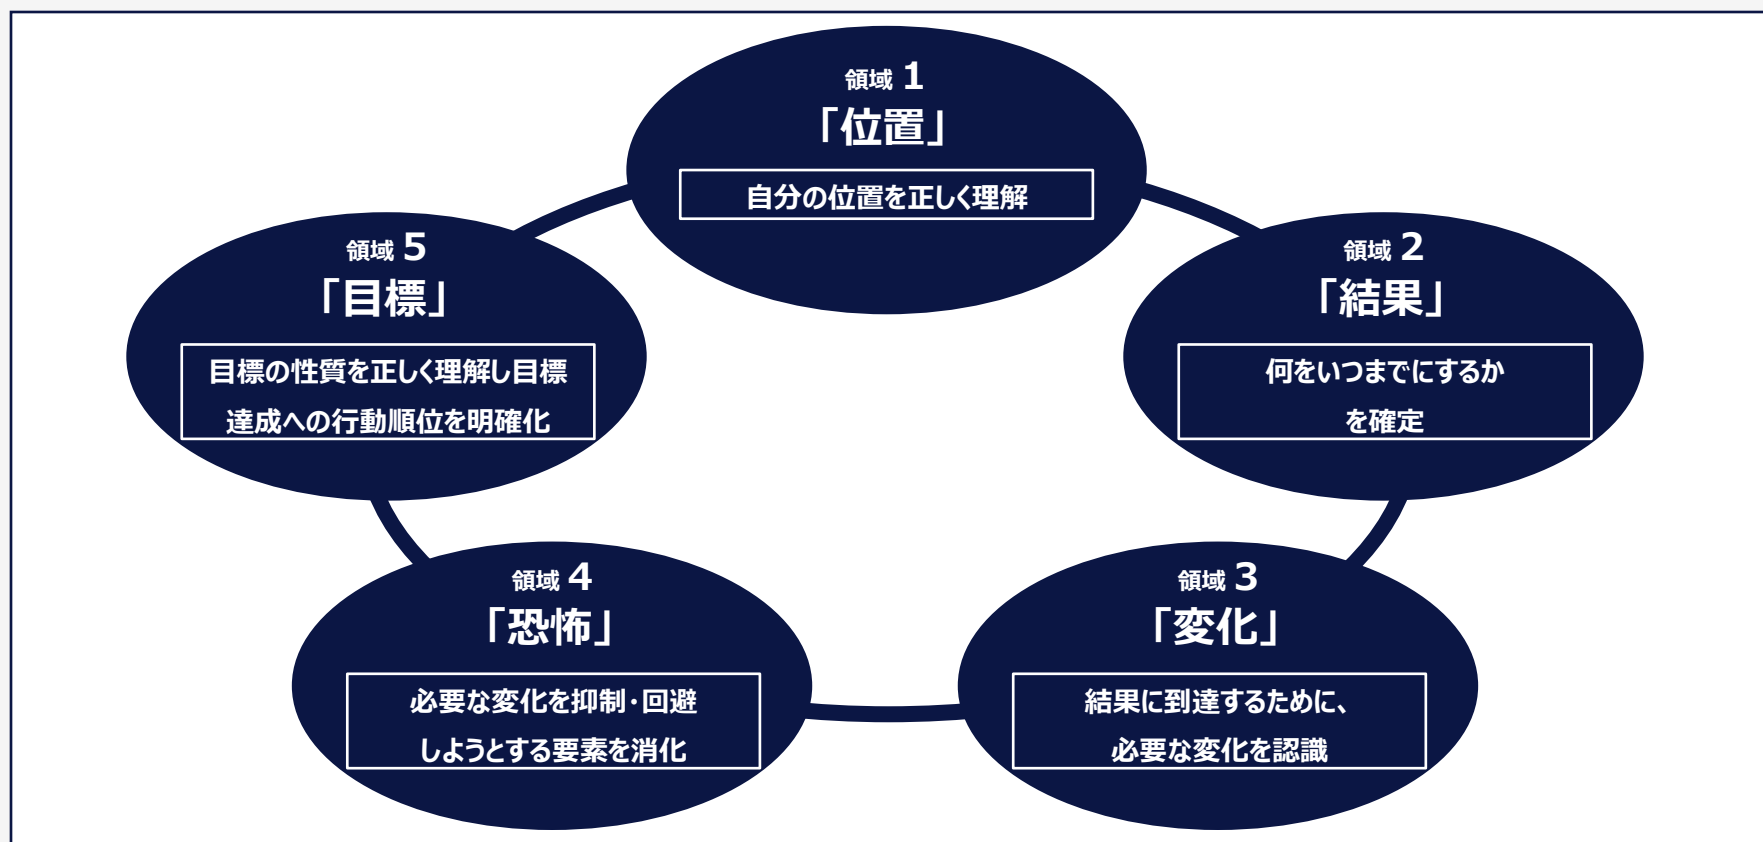 領域 1
「位置」
自分の位置を正しく理解
領域 2
「結果」
何をいつまでにするか
を確定
領域 3
「変化」
結果に到達するために、
必要な変化を認識
領域 4
「恐怖」
必要な変化を抑制・回避
しようとする要素を消化
領域 5
「目標」
目標の性質を正しく理解し目標
達成への行動順位を明確化